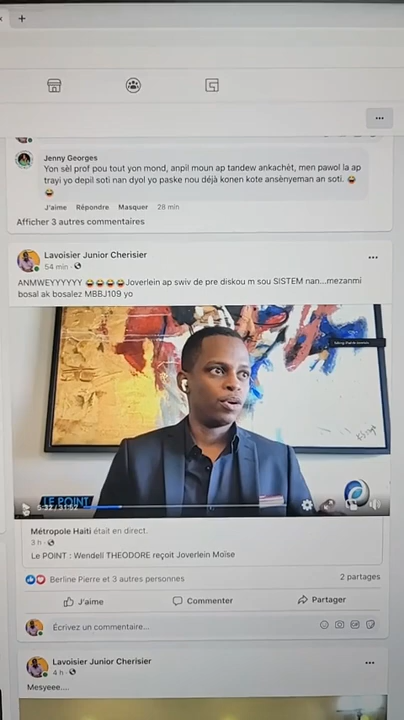 Jenny Georges
Yon sèl prof pou tout yon mond, anpil moun ap tandew ankachèt, men pawol la ap
trayi yo depil soti nan dyol yo paske nou déjà konen kote ansènyeman an soti. 😂
😂
J'aime Répondre Masquer 28 min
Afficher 3 autres commentaires
Lavoisier Junior Cherisier
54 min
ANMWEYYYYYY 😂😂😂😂Joverlein ap swiv de pre diskou m sou SISTEM nan...mezanmi
bosal ak bosalez MBBJ109 yo
LE POINT
5:32 / 31:52
Métropole Haiti était en direct.
3 h
Le POINT : Wendell THEODORE reçoit Joverlein Moise
Berline Pierre et 3 autres personnes
2 partages
J'aime
Commenter
Partager
Écrivez un commentaire...
Lavoisier Junior Cherisier
4 h
Mesyeee....